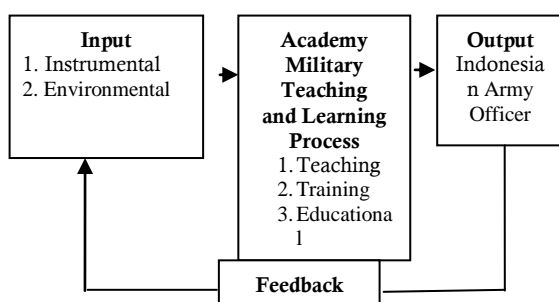 Input
1. Instrumental
2. Environmental
Academy
Military
Teaching
and Learning
Process
1. Teaching
2. Training
3. Educationa
l
Output
Indonesia
n Army
Officer
Feedback